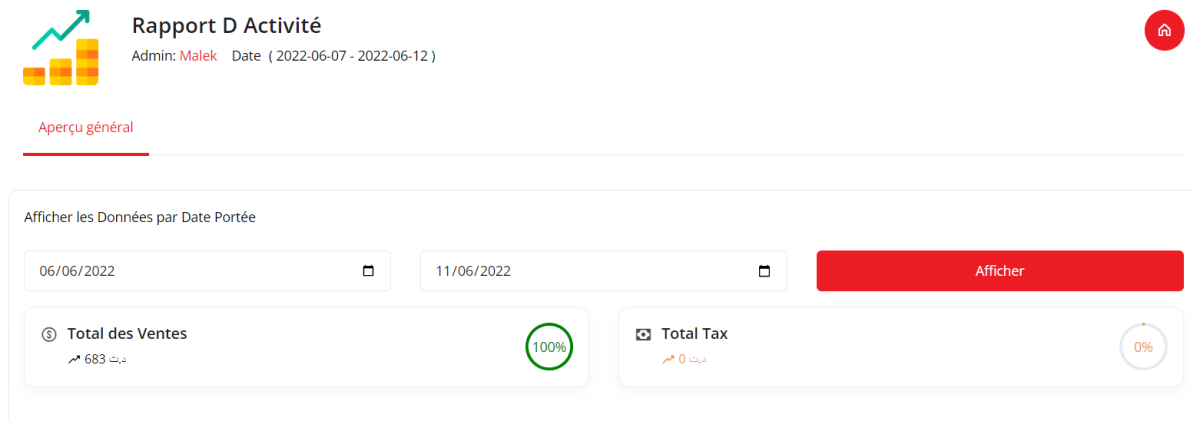 Rapport D Activité
Admin: Malek Date ( 2022-06-07 - 2022-06-12 )
Aperçu général
Afficher les Données par Date Portée
06/06/2022
11/06/2022
Afficher
Total des Ventes
683 د.ت
100%
Total Tax
0 د.ت
0%